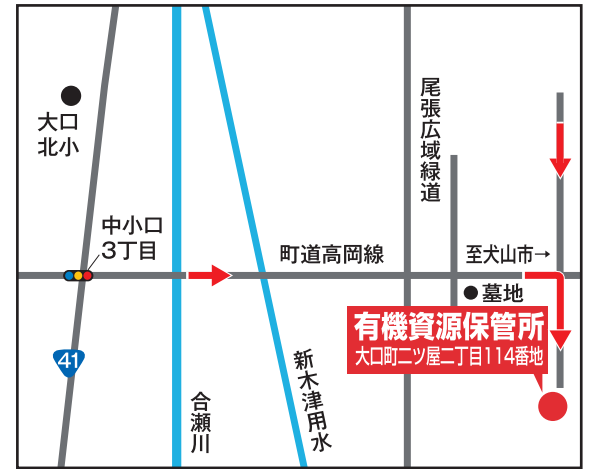 大口
北小
中小口
3丁目
尾張広域緑道
町道高岡線
至犬山市→
墓地
有機資源保管所
大口町二ツ屋二丁目114番地
41
新木津用水
合瀬川